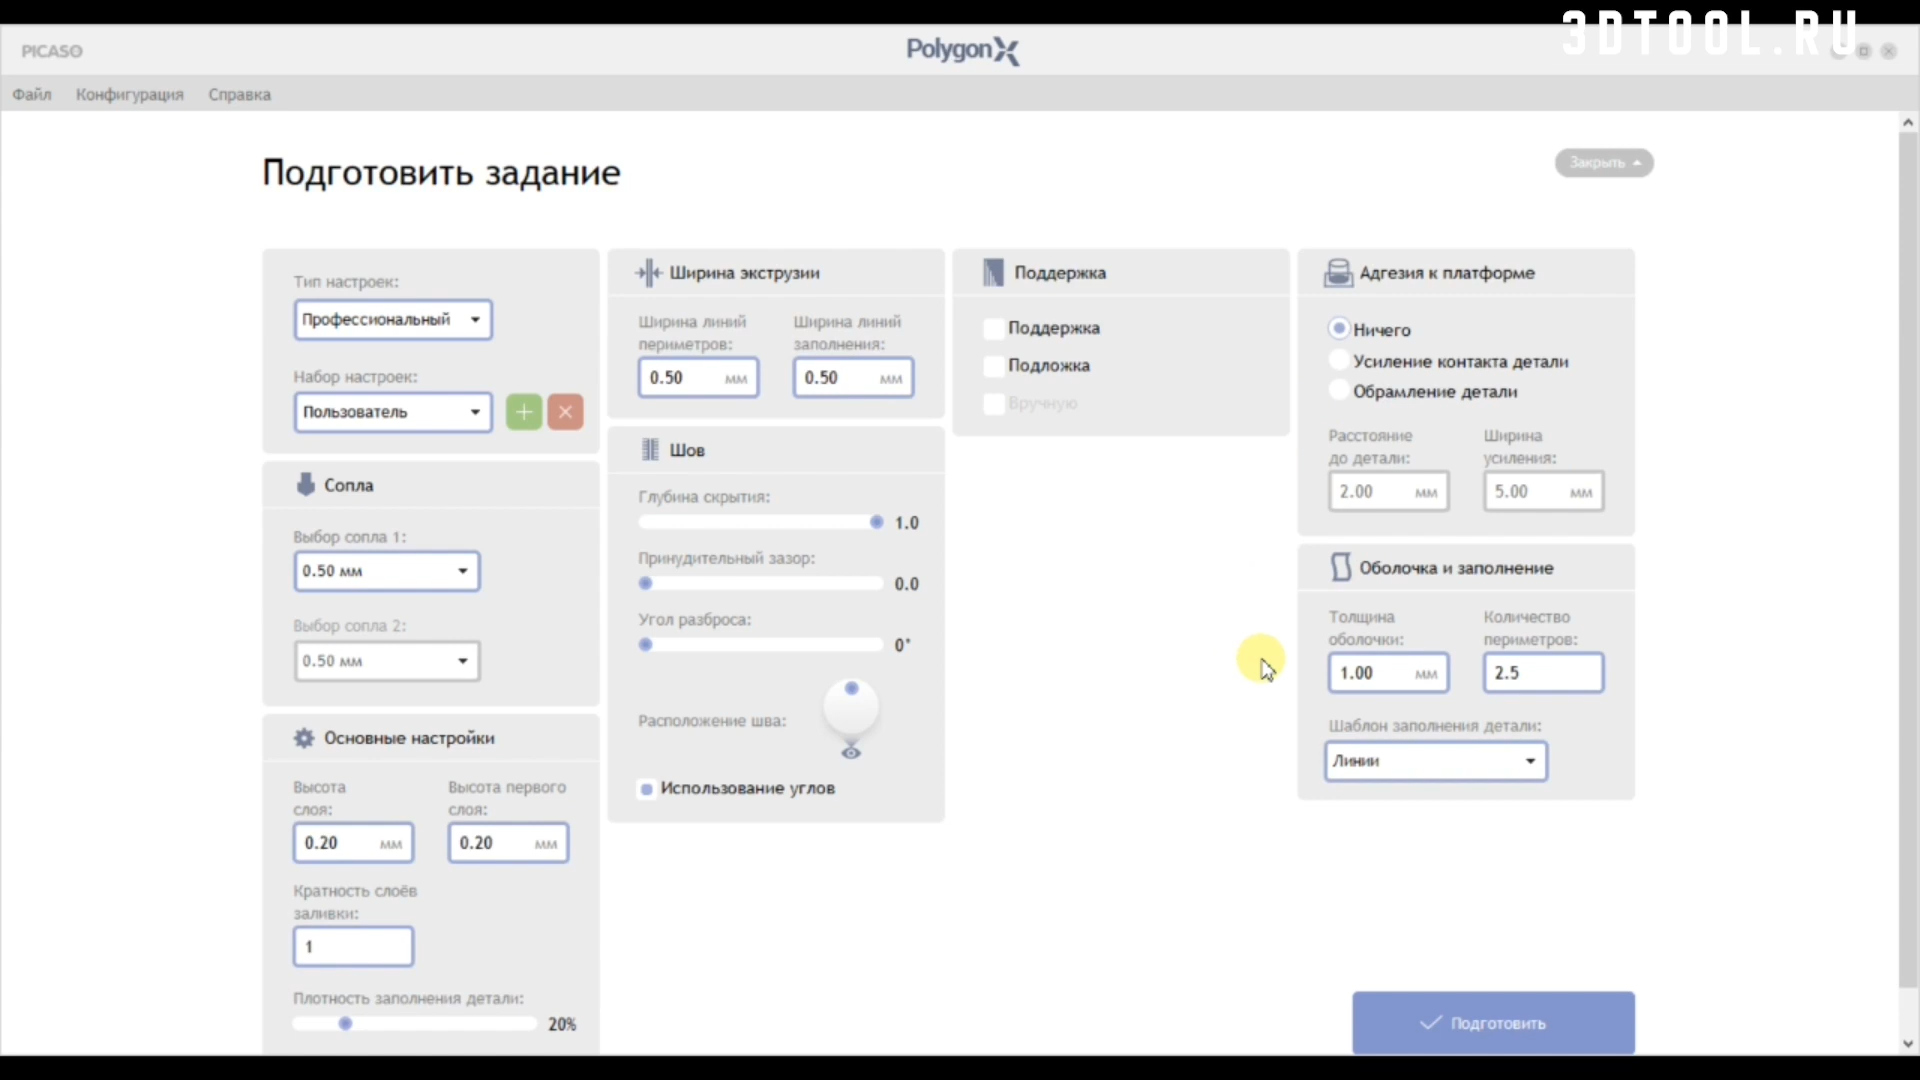 3DTOOL.RU
PICASO
PolygonX
Файл Конфигурация Справка
Подготовить задание
Закрыть
Тип настроек:
Профессиональный
Набор настроек:
Пользователь
Сопла
Выбор сопла 1:
0.50 мм
Выбор сопла 2:
0.50 мм
Основные настройки
Высота
слоя:
0.20 мм
Высота первого
слоя:
0.20 мм
Кратность слоёв
заливки:
1
Плотность заполнения детали:
20%
Ширина экструзии
Ширина линий
периметров:
0.50 мм
Ширина линий
заполнения:
0.50 мм
Шов
Глубина скрытия:
1.0
Принудительный зазор:
0.0
Угол разброса:
0°
Расположение шва:
Использование углов
Поддержка
Поддержка
Подложка
Вручную
Адгезия к платформе
Ничего
Усиление контакта детали
Обрамление детали
Расстояние
до детали:
2.00 мм
Ширина
усиления:
5.00 мм
Оболочка и заполнение
Толщина
оболочки:
1.00 мм
Количество
периметров:
2.5
Шаблон заполнения детали:
Линии
Подготовить